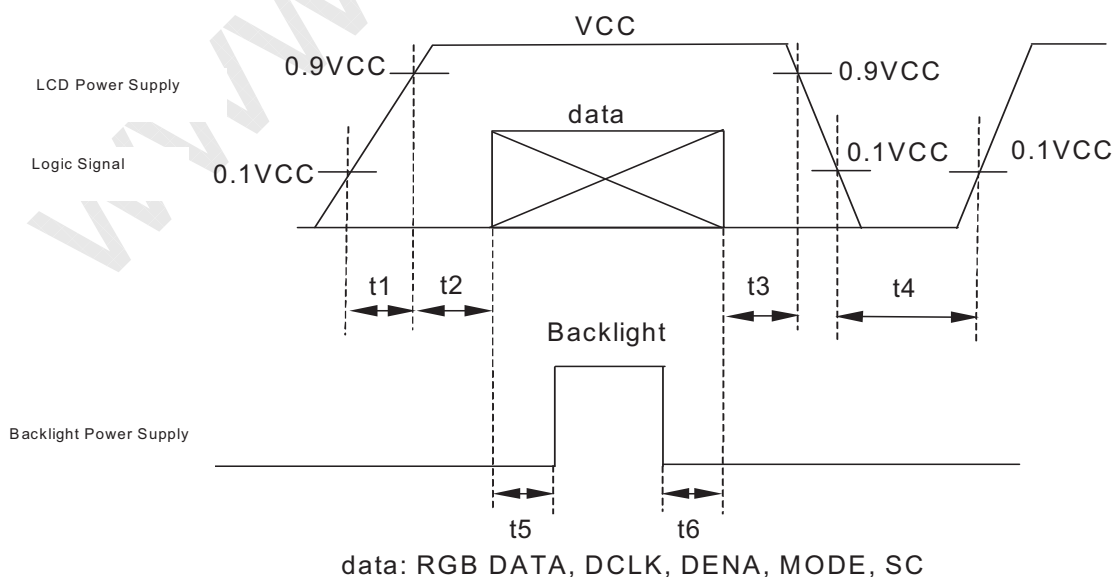 VCC
0.9VCC
0.9VCC
LCD Power Supply
data
Logic Signal
0.1VCC
0.1VCC
0.1VCC
t1
t2
t3
t4
Backlight
Backlight Power Supply
t5
t6
data: RGB DATA, DCLK, DENA, MODE, SC